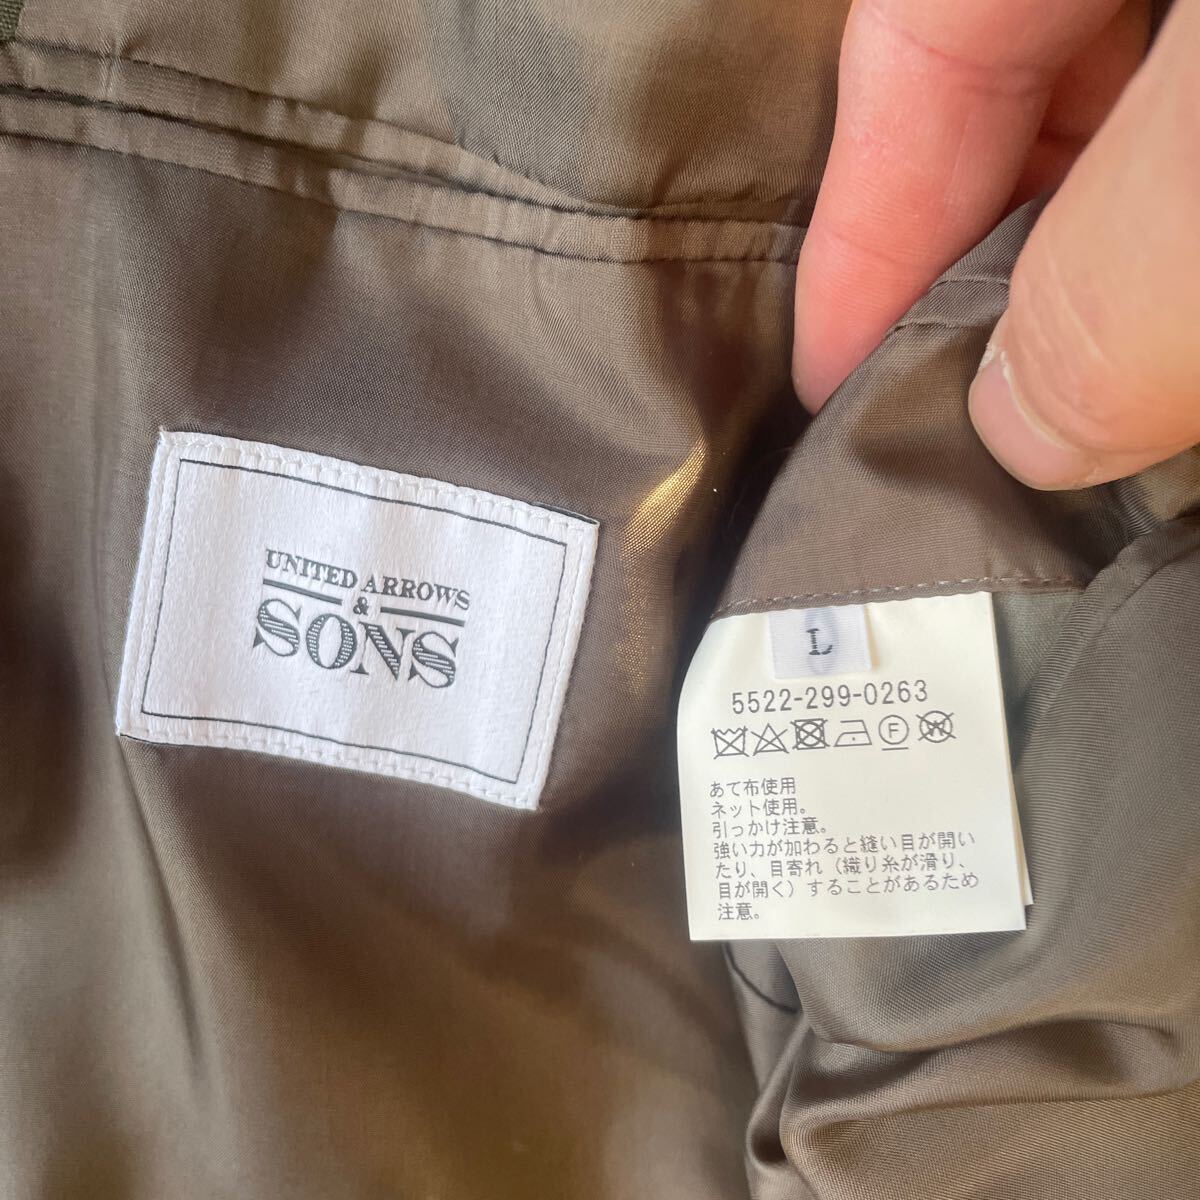 UNITED ARROWS
&
SONS
L
5522-299-0263
F
W
あて布使用
ネット使用。
引っかけ注意。
強い力が加わると縫い目が開い
たり、目寄れ（織り糸が滑り、
目が開く）することがあるため
注意。